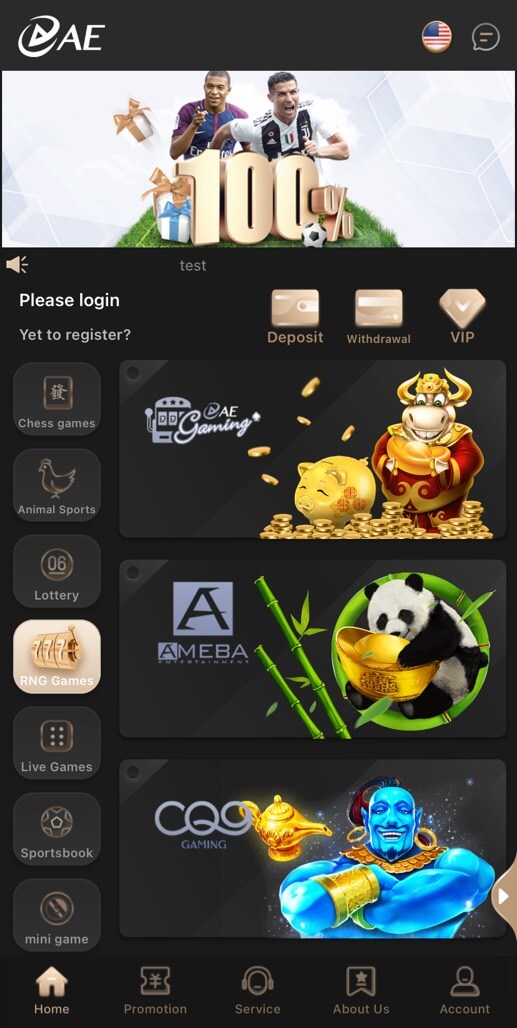 AE
100%
test
Please login
Yet to register?
Deposit
Withdrawal
VIP
Chess games
Animal Sports
Lottery
RNG Games
Live Games
Sportsbook
mini game
發
06
777
AE
Gaming
AMEBA
ENTERTAINMENT
CQ9
GAMING
Home
Promotion
Service
About Us
Account